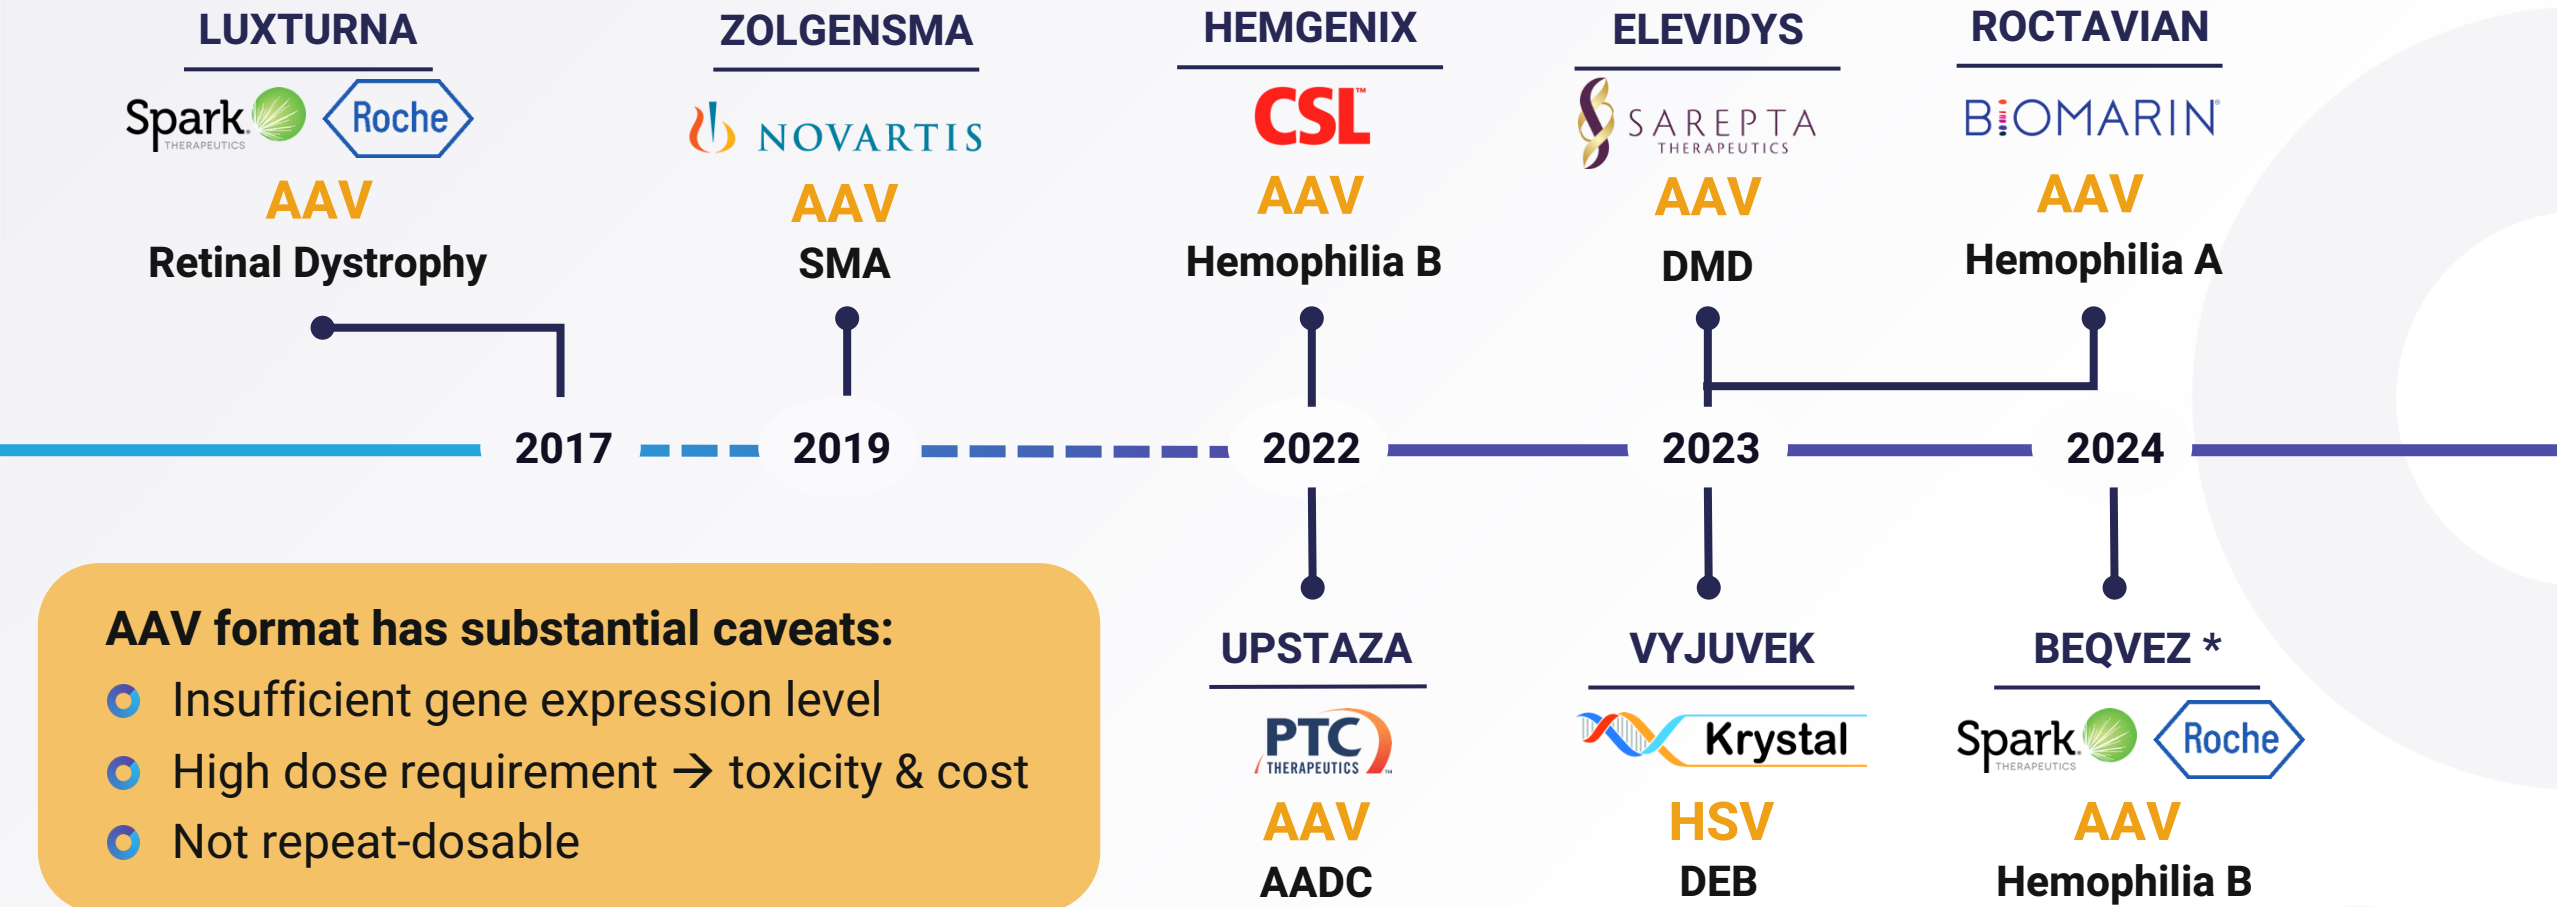 LUXTURNA
Spark.
THERAPEUTICS
Roche
AAV
Retinal Dystrophy
ZOLGENSMA
NOVARTIS
AAV
SMA
HEMGENIX
CSL™
AAV
Hemophilia B
ELEVIDYS
SAREPTA
THERAPEUTICS
AAV
DMD
ROCTAVIAN
BIOMARIN®
AAV
Hemophilia A
2017
2019
2022
2023
2024
AAV format has substantial caveats:
Insufficient gene expression level
High dose requirement → toxicity & cost
Not repeat-dosable
UPSTAZA
PTC
THERAPEUTICS™
AAV
AADC
VYJUVEK
Krystal
HSV
DEB
BEQVEZ *
Spark.
THERAPEUTICS
Roche
AAV
Hemophilia B